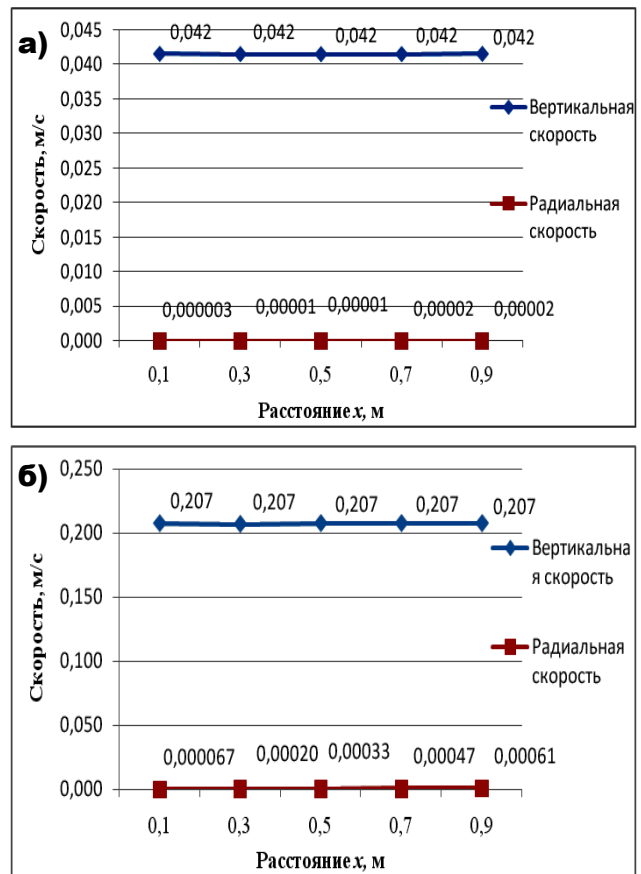 а)
0,045
0,040
0,035
0,030
0,025
0,020
0,015
0,010
0,005
0,000
Скорость, м/с
0,042 0,042 0,042 0,042 0,042
0,000003 0,00001 0,00001 0,00002 0,00002
0,1 0,3 0,5 0,7 0,9
Расстояние x, м
Вертикальная
скорость
Радиальная
скорость
б)
0,250
0,200
0,150
0,100
0,050
0,000
Скорость, м/с
0,207 0,207 0,207 0,207 0,207
0,000067 0,00020 0,00033 0,00047 0,00061
0,1 0,3 0,5 0,7 0,9
Расстояние x, м
Вертикальна
я скорость
Радиальная
скорость